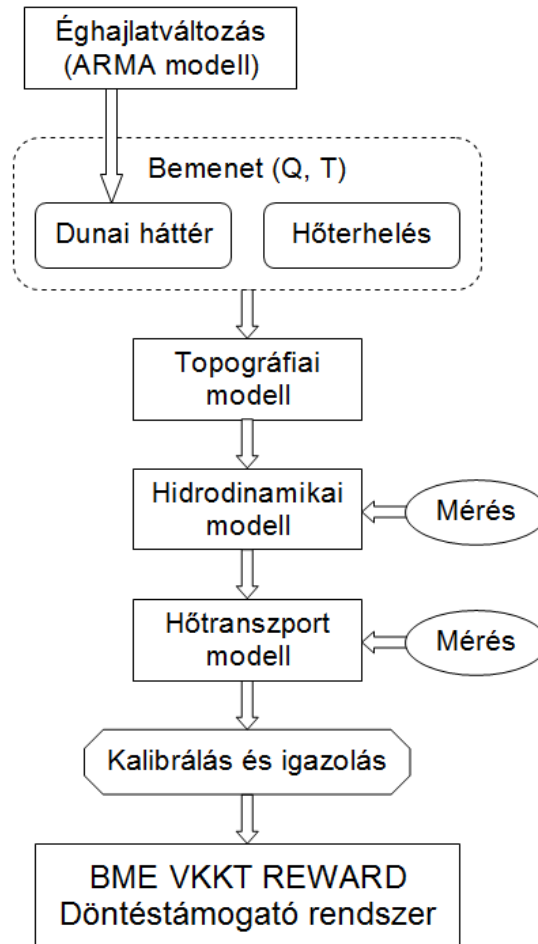 Éghajlatváltozás
(ARMA modell)
Bemenet (Q, T)
Dunai háttér
Hőterhelés
Topográfiai
modell
Hidrodinamikai
modell
Mérés
Hőtranszport
modell
Mérés
Kalibrálás és igazolás
BME VKKT REWARD
Döntéstámogató rendszer